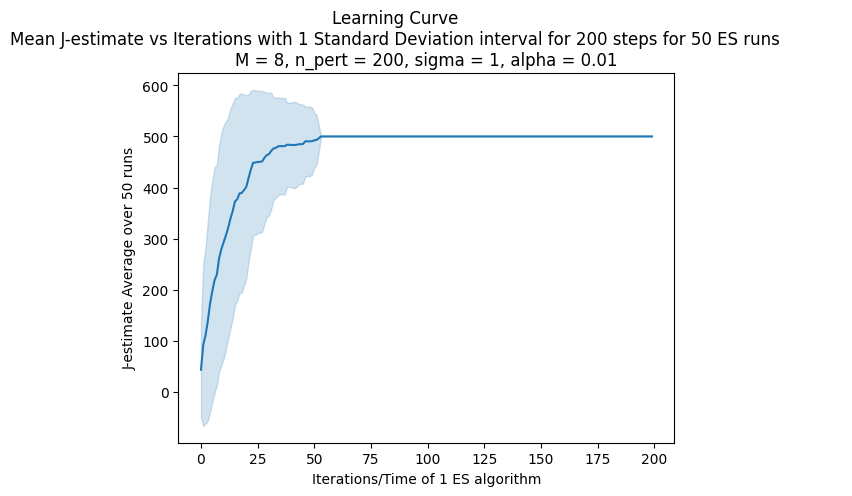 Learning Curve
Mean J-estimate vs Iterations with 1 Standard Deviation interval for 200 steps for 50 ES runs
M = 8, n_pert = 200, sigma = 1, alpha = 0.01
600
500
400
300
200
100
0
J-estimate Average over 50 runs
0 25 50 75 100 125 150 175 200
Iterations/Time of 1 ES algorithm